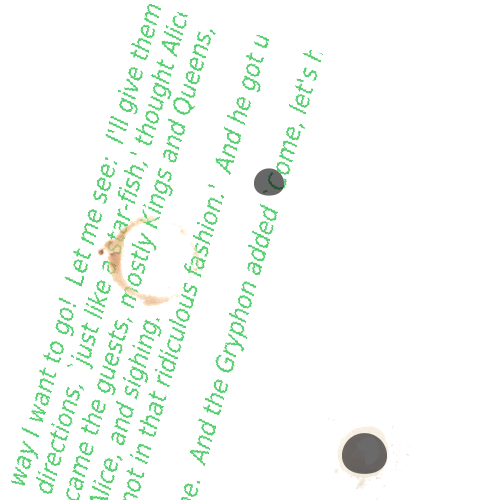 way I want to go! Let me see: I'll give them
directions, `just like a star-fish,' thought Alic
came the guests, mostly Kings and Queens,
Alice, and sighing.
not in that ridiculous fashion.' And he got u
And the Gryphon added `Come, let's